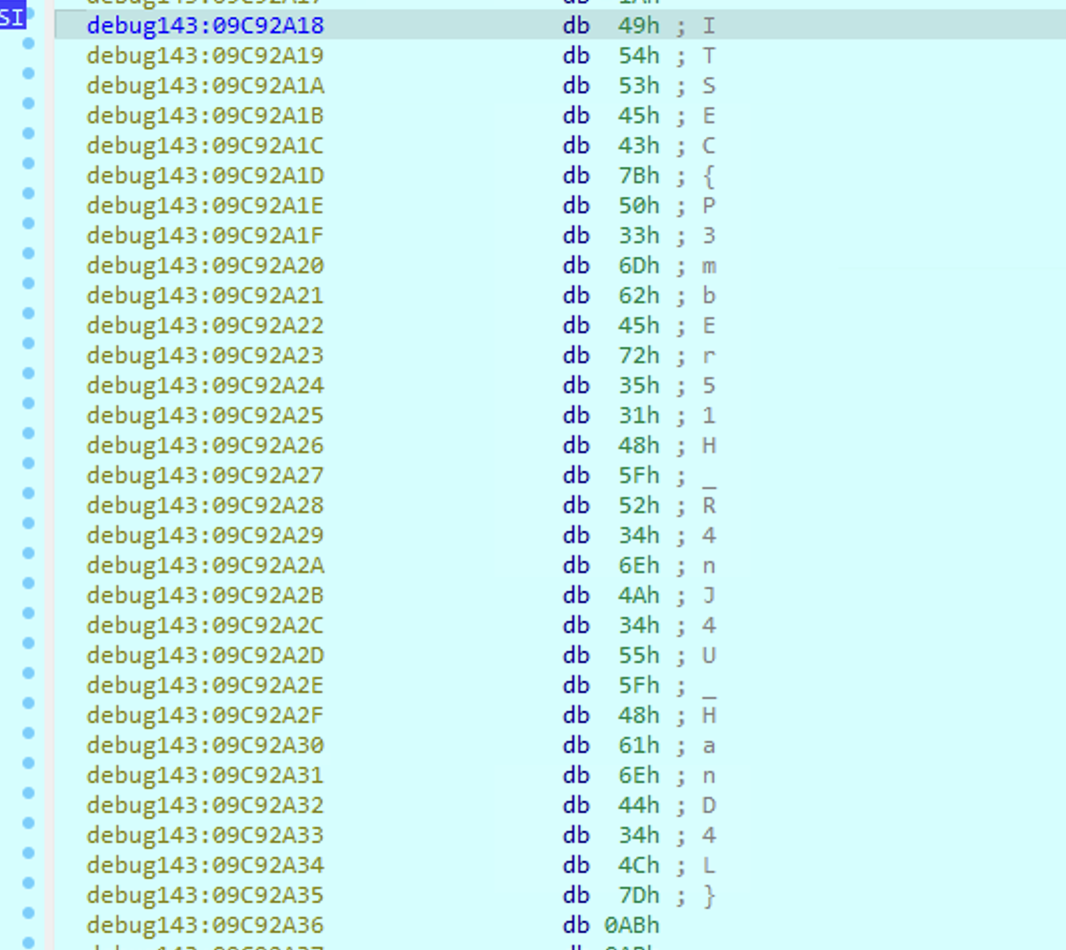 SI
debug143:09C92A18 db 49h ; I
debug143:09C92A19 db 54h ; T
debug143:09C92A1A db 53h ; S
debug143:09C92A1B db 45h ; E
debug143:09C92A1C db 43h ; C
debug143:09C92A1D db 7Bh ; {
debug143:09C92A1E db 50h ; P
debug143:09C92A1F db 33h ; 3
debug143:09C92A20 db 6Dh ; m
debug143:09C92A21 db 62h ; b
debug143:09C92A22 db 45h ; E
debug143:09C92A23 db 72h ; r
debug143:09C92A24 db 35h ; 5
debug143:09C92A25 db 31h ; 1
debug143:09C92A26 db 48h ; H
debug143:09C92A27 db 5Fh ; _
debug143:09C92A28 db 52h ; R
debug143:09C92A29 db 34h ; 4
debug143:09C92A2A db 6Eh ; n
debug143:09C92A2B db 4Ah ; J
debug143:09C92A2C db 34h ; 4
debug143:09C92A2D db 55h ; U
debug143:09C92A2E db 5Fh ; _
debug143:09C92A2F db 48h ; H
debug143:09C92A30 db 61h ; a
debug143:09C92A31 db 6Eh ; n
debug143:09C92A32 db 44h ; D
debug143:09C92A33 db 34h ; 4
debug143:09C92A34 db 4Ch ; L
debug143:09C92A35 db 7Dh ; }
debug143:09C92A36 db 0ABh